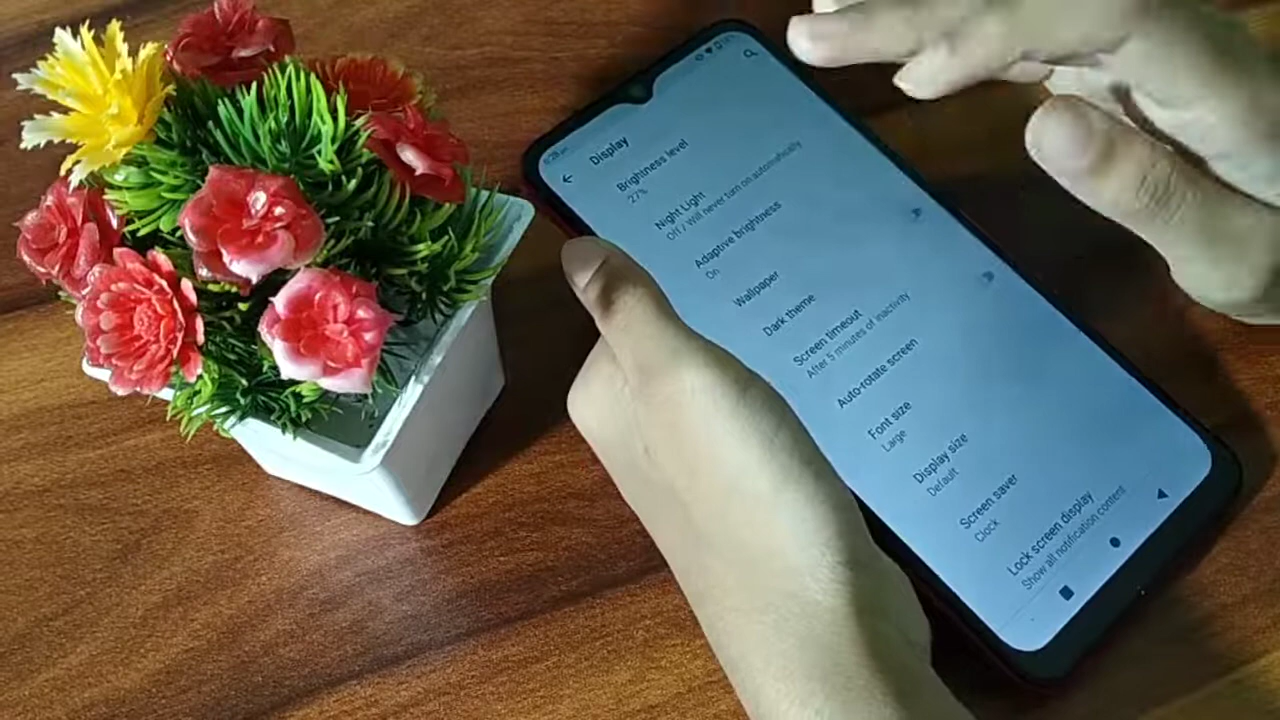 Display
Brightness level
27%
Night Light
Off / Will never turn on automatically
Adaptive brightness
On
Wallpaper
Dark theme
Screen timeout
After 5 minutes of inactivity
Auto-rotate screen
Font size
Large
Display size
Default
Screen saver
Clock
Lock screen display
Show all notification content